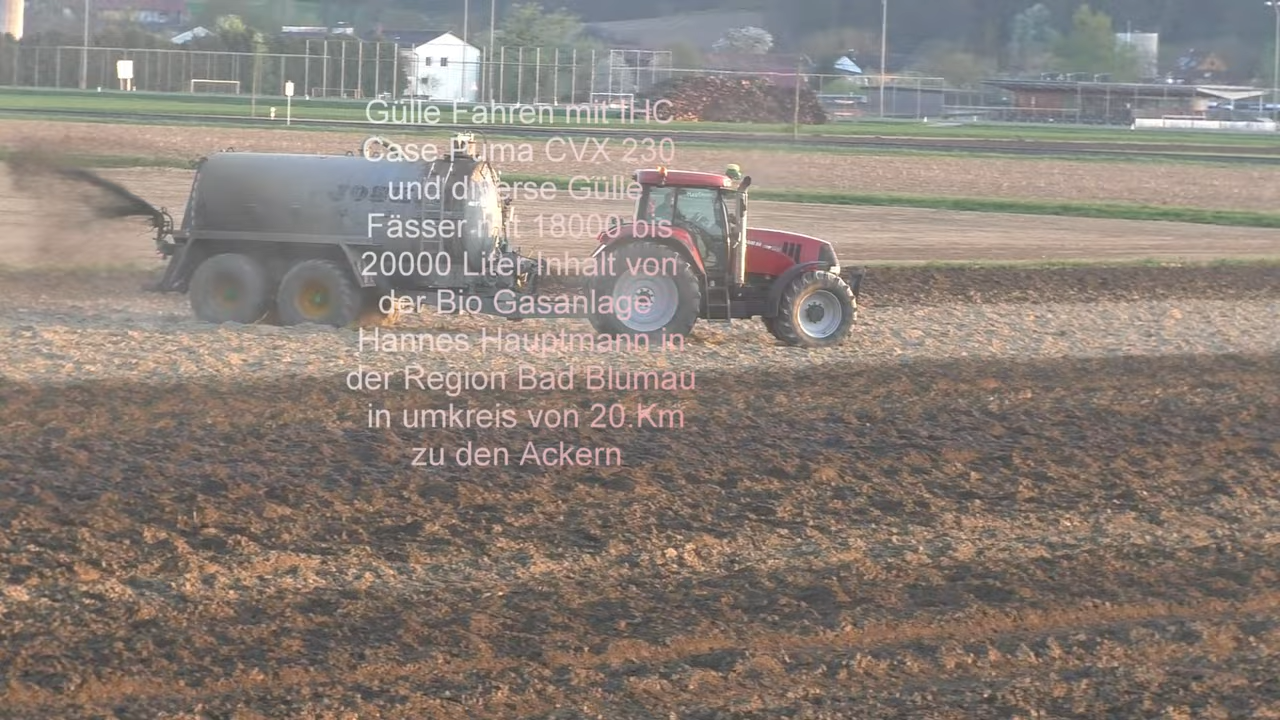 Gülle Fahren mit IHC
Case Puma CVX 230
und diverse Gülle
Fässer mit 18000 bis
20000 Liter Inhalt von
der Bio Gasanlage
Hannes Hauptmann in
der Region Bad Blumau
in umkreis von 20 Km
zu den Ackern